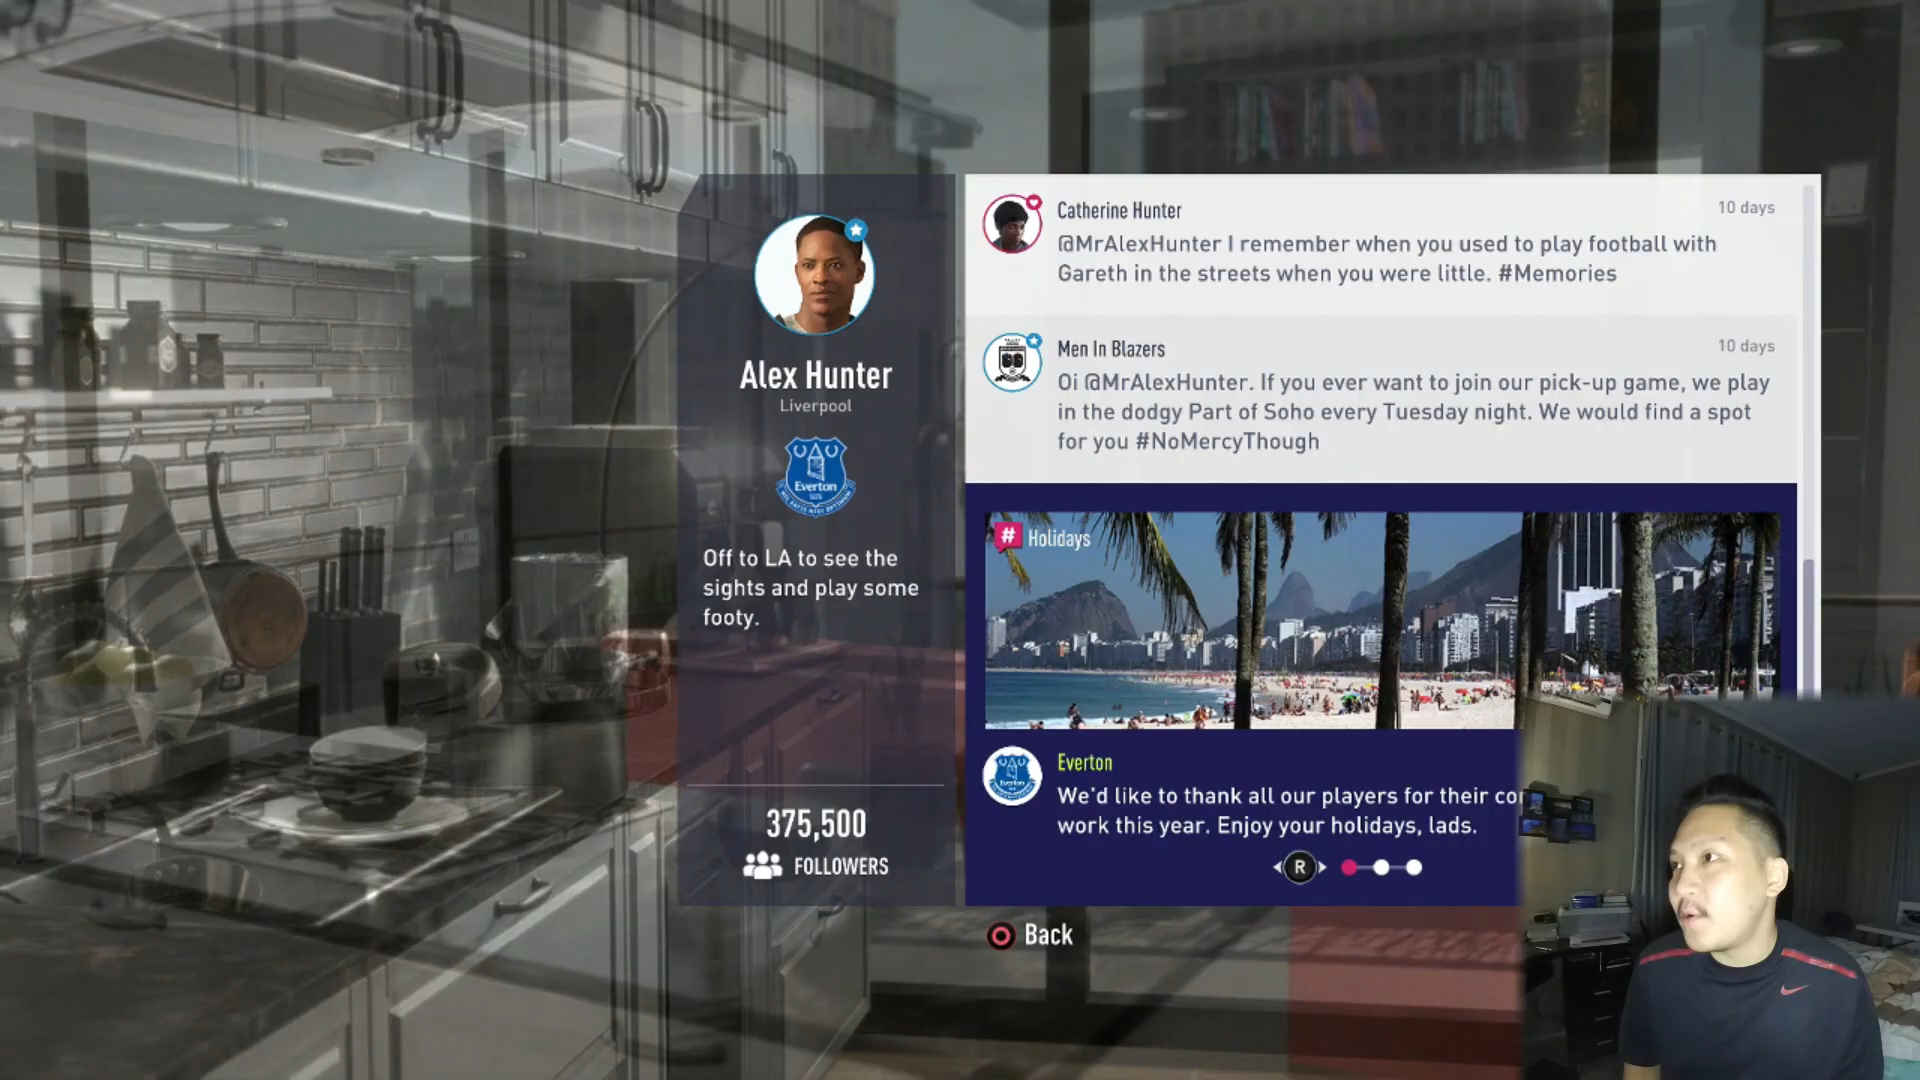 Alex Hunter
Liverpool
Everton
Off to LA to see the
sights and play some
footy.
375,500
FOLLOWERS
Catherine Hunter
10 days
@MrAlexHunter I remember when you used to play football with
Gareth in the streets when you were little. #Memories
Men In Blazers
10 days
Oi @MrAlexHunter. If you ever want to join our pick-up game, we play
in the dodgy Part of Soho every Tuesday night. We would find a spot
for you #NoMercyThough
# Holidays
Everton
We'd like to thank all our players for their
work this year. Enjoy your holidays, lads.
R
Back